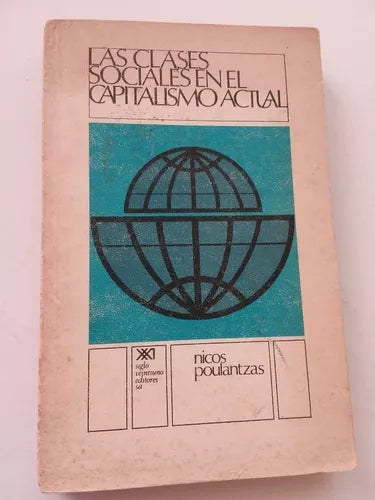 LAS CLASES
SOCIALES EN EL
CAPITALISMO ACTUAL
XXI
siglo
veintiuno
editores
sa
nicos
poulantzas